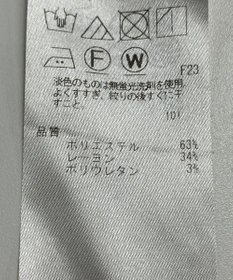 F
W
F23
淡色のものは無蛍光洗剤を使用
よくすすぎ、絞りの後すぐに干
すこと。
101
品質
ポリエステル 63%
レーヨン 34%
ポリウレタン 3%